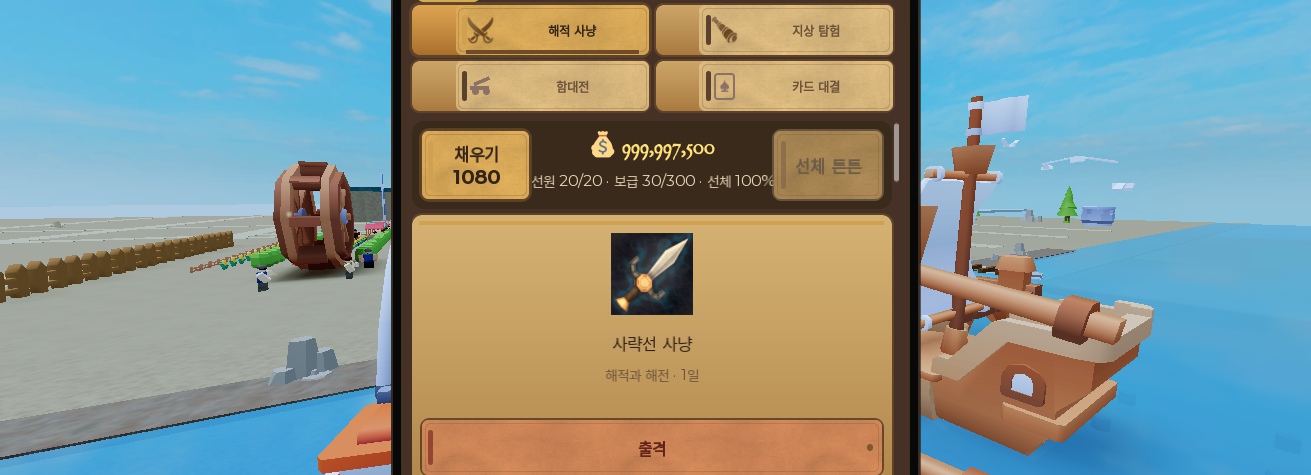 해적 사냥
지상 탐험
함대전
카드 대결
채우기
1080
999,997,500
선원 20/20 · 보급 30/300 · 선체 100%
선체 튼튼
사략선 사냥
해적과 해전 · 1일
출격